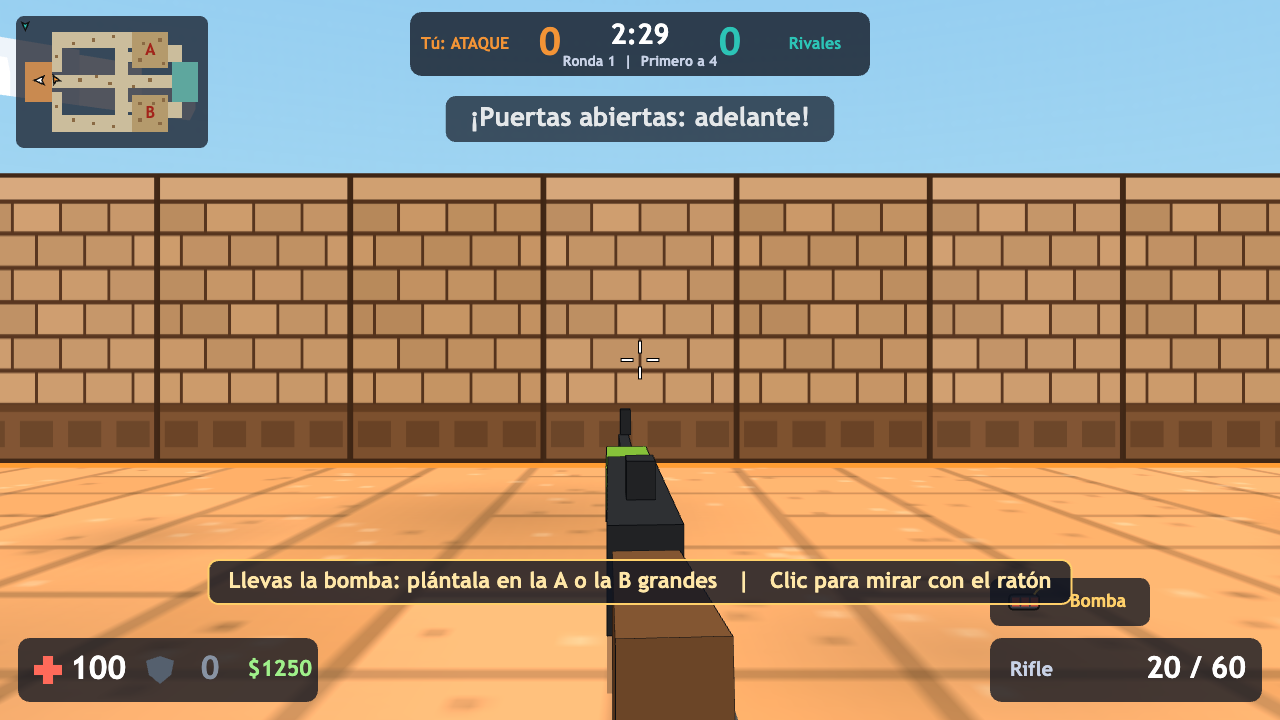 A
B
Tú: ATAQUE
0
2:29
0
Rivales
Ronda 1 | Primero a 4
¡Puertas abiertas: adelante!
Llevas la bomba: plántala en la A o la B grandes | Clic para mirar con el ratón
Bomba
100
0
$1250
Rifle
20 / 60